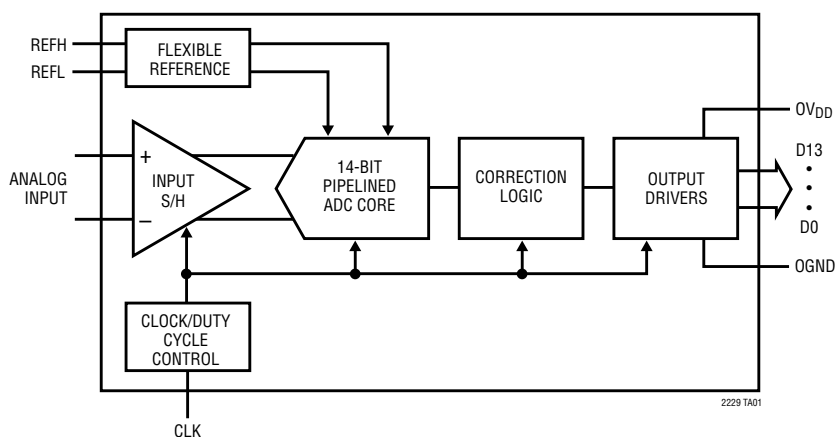 REFH
REFL
FLEXIBLE
REFERENCE
ANALOG
INPUT
+
–
INPUT
S/H
14-BIT
PIPELINED
ADC CORE
CORRECTION
LOGIC
OUTPUT
DRIVERS
OVDD
D13
•
•
•
D0
OGND
CLOCK/DUTY
CYCLE
CONTROL
CLK
2229 TA01